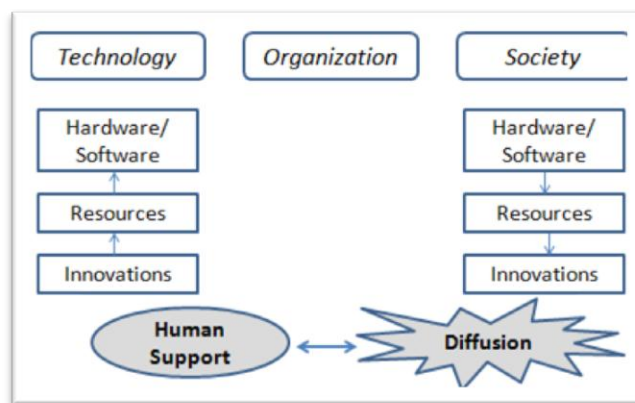 Technology
Organization
Society
Hardware/
Software
Resources
Innovations
Hardware/
Software
Resources
Innovations
Human
Support
Diffusion